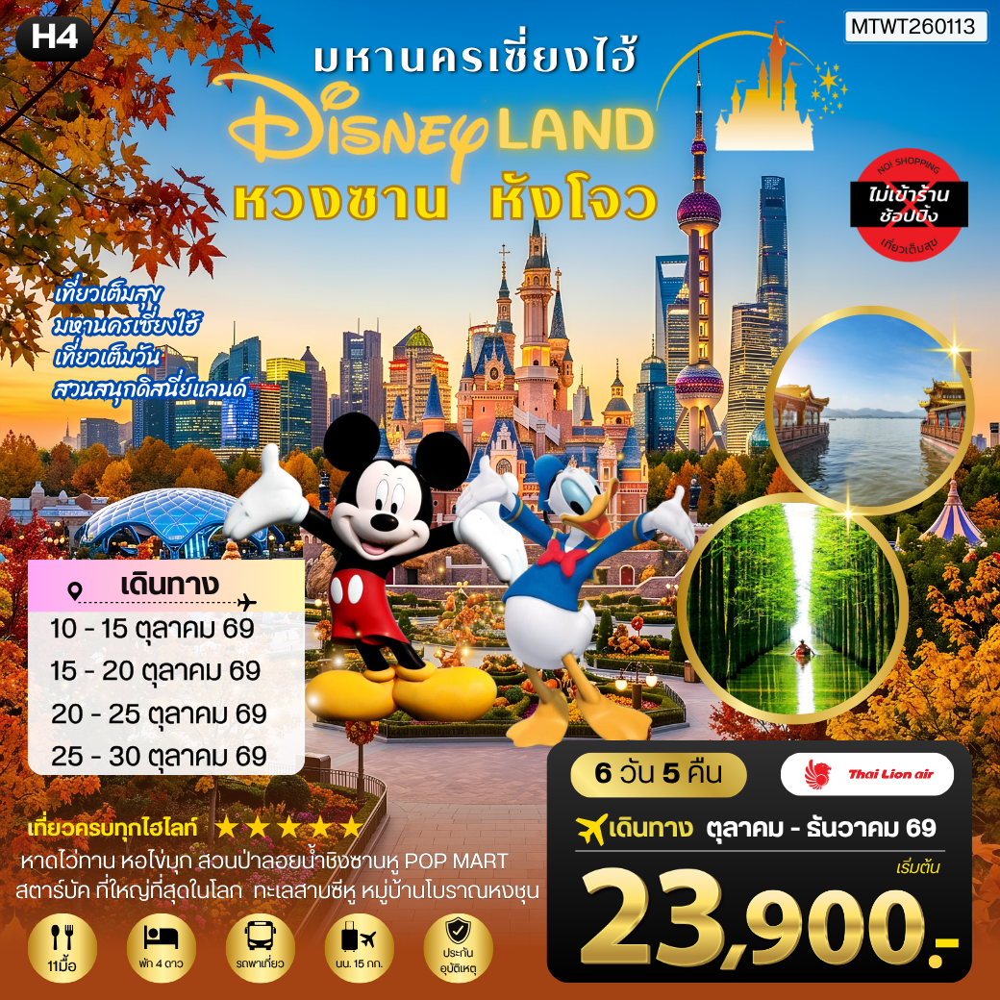 H4
MTWT260113
มหานครเซี่ยงไฮ้
DISNEY LAND
หวงซาน หังโจว
NO! SHOPPING
ไม่เข้าร้าน
ช้อปปิ้ง
เที่ยวเต็มสุข
เที่ยวเต็มสุข
มหานครเซี่ยงไฮ้
เที่ยวเต็มวัน
สวนสนุกดิสนีย์แลนด์
เดินทาง
10 - 15 ตุลาคม 69
15 - 20 ตุลาคม 69
20 - 25 ตุลาคม 69
25 - 30 ตุลาคม 69
6 วัน 5 คืน
Thai Lion air
เดินทาง ตุลาคม - ธันวาคม 69
เริ่มต้น
23,900.-
เที่ยวครบทุกไฮไลท์
หาดไว่ทาน หอไข่มุก สวนป่าลอยน้ำชิงซานหู POP MART
สตาร์บัค ที่ใหญ่ที่สุดในโลก ทะเลสาบซีหู หมู่บ้านโบราณหงชุน
11มื้อ
พัก 4 ดาว
รถพาเที่ยว
นน. 15 กก.
ประกัน
อุบัติเหตุ